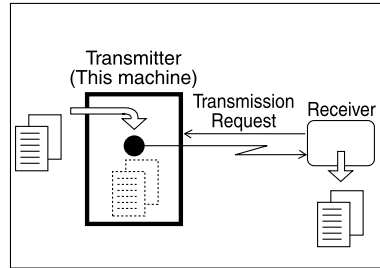 Transmitter
(This machine)
Transmission
Request
Receiver